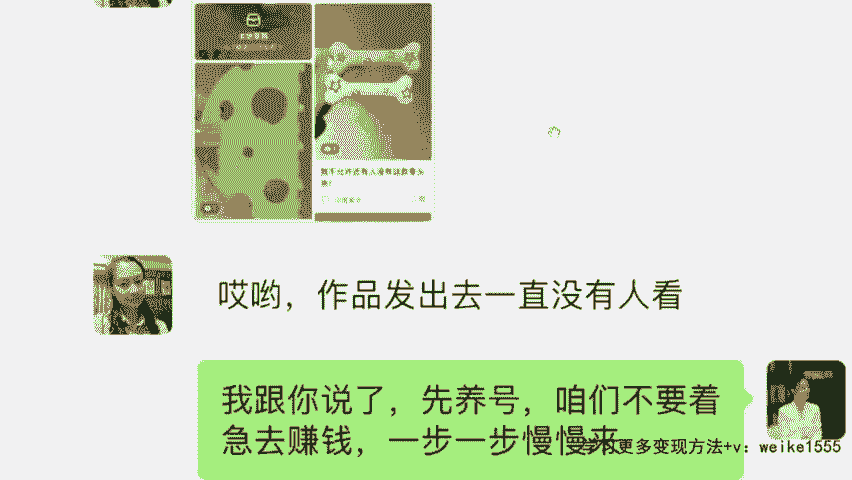 哎哟，作品发出去一直没有人看
我跟你说了，先养号，咱们不要着
急去赚钱，一步一步慢慢来
学习更多变现方法+v：weike1555